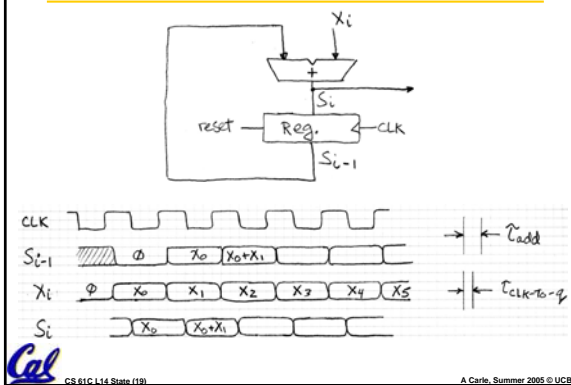 Xi
+
Si
reset
Reg.
CLK
Si-1
CLK
Si-1
φ
X0
X0+X1
Xi
φ
X0
X1
X2
X3
X4
X5
Si
X0
X0+X1
τadd
τCLK-TO-q
Cal
CS 61C L14 State (19)
A Carle, Summer 2005 © UCB